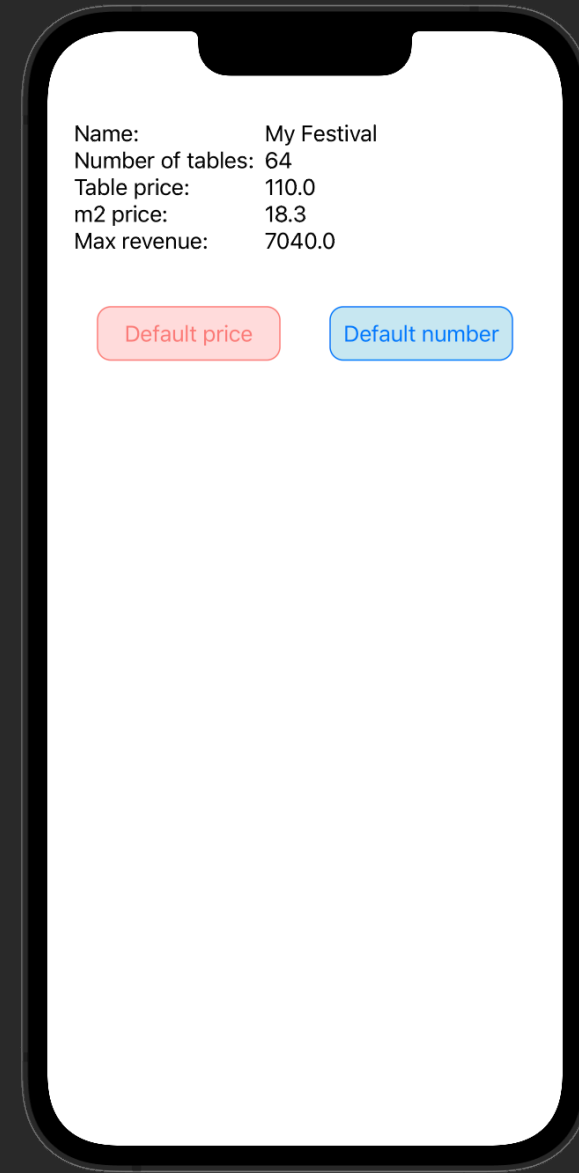 Name: My Festival
Number of tables: 64
Table price: 110.0
m2 price: 18.3
Max revenue: 7040.0
Default price Default number